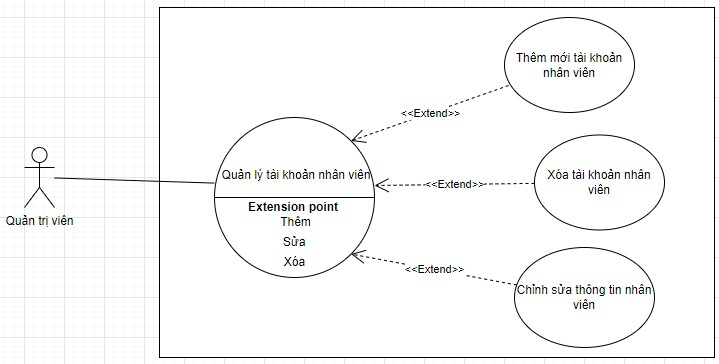 Thêm mới tài khoản
nhân viên
<<Extend>>
Quản lý tài khoản nhân viên
Extension point
Thêm
Sửa
Xóa
<<Extend>>
Xóa tài khoản nhân
viên
Quản trị viên
<<Extend>>
Chỉnh sửa thông tin nhân
viên